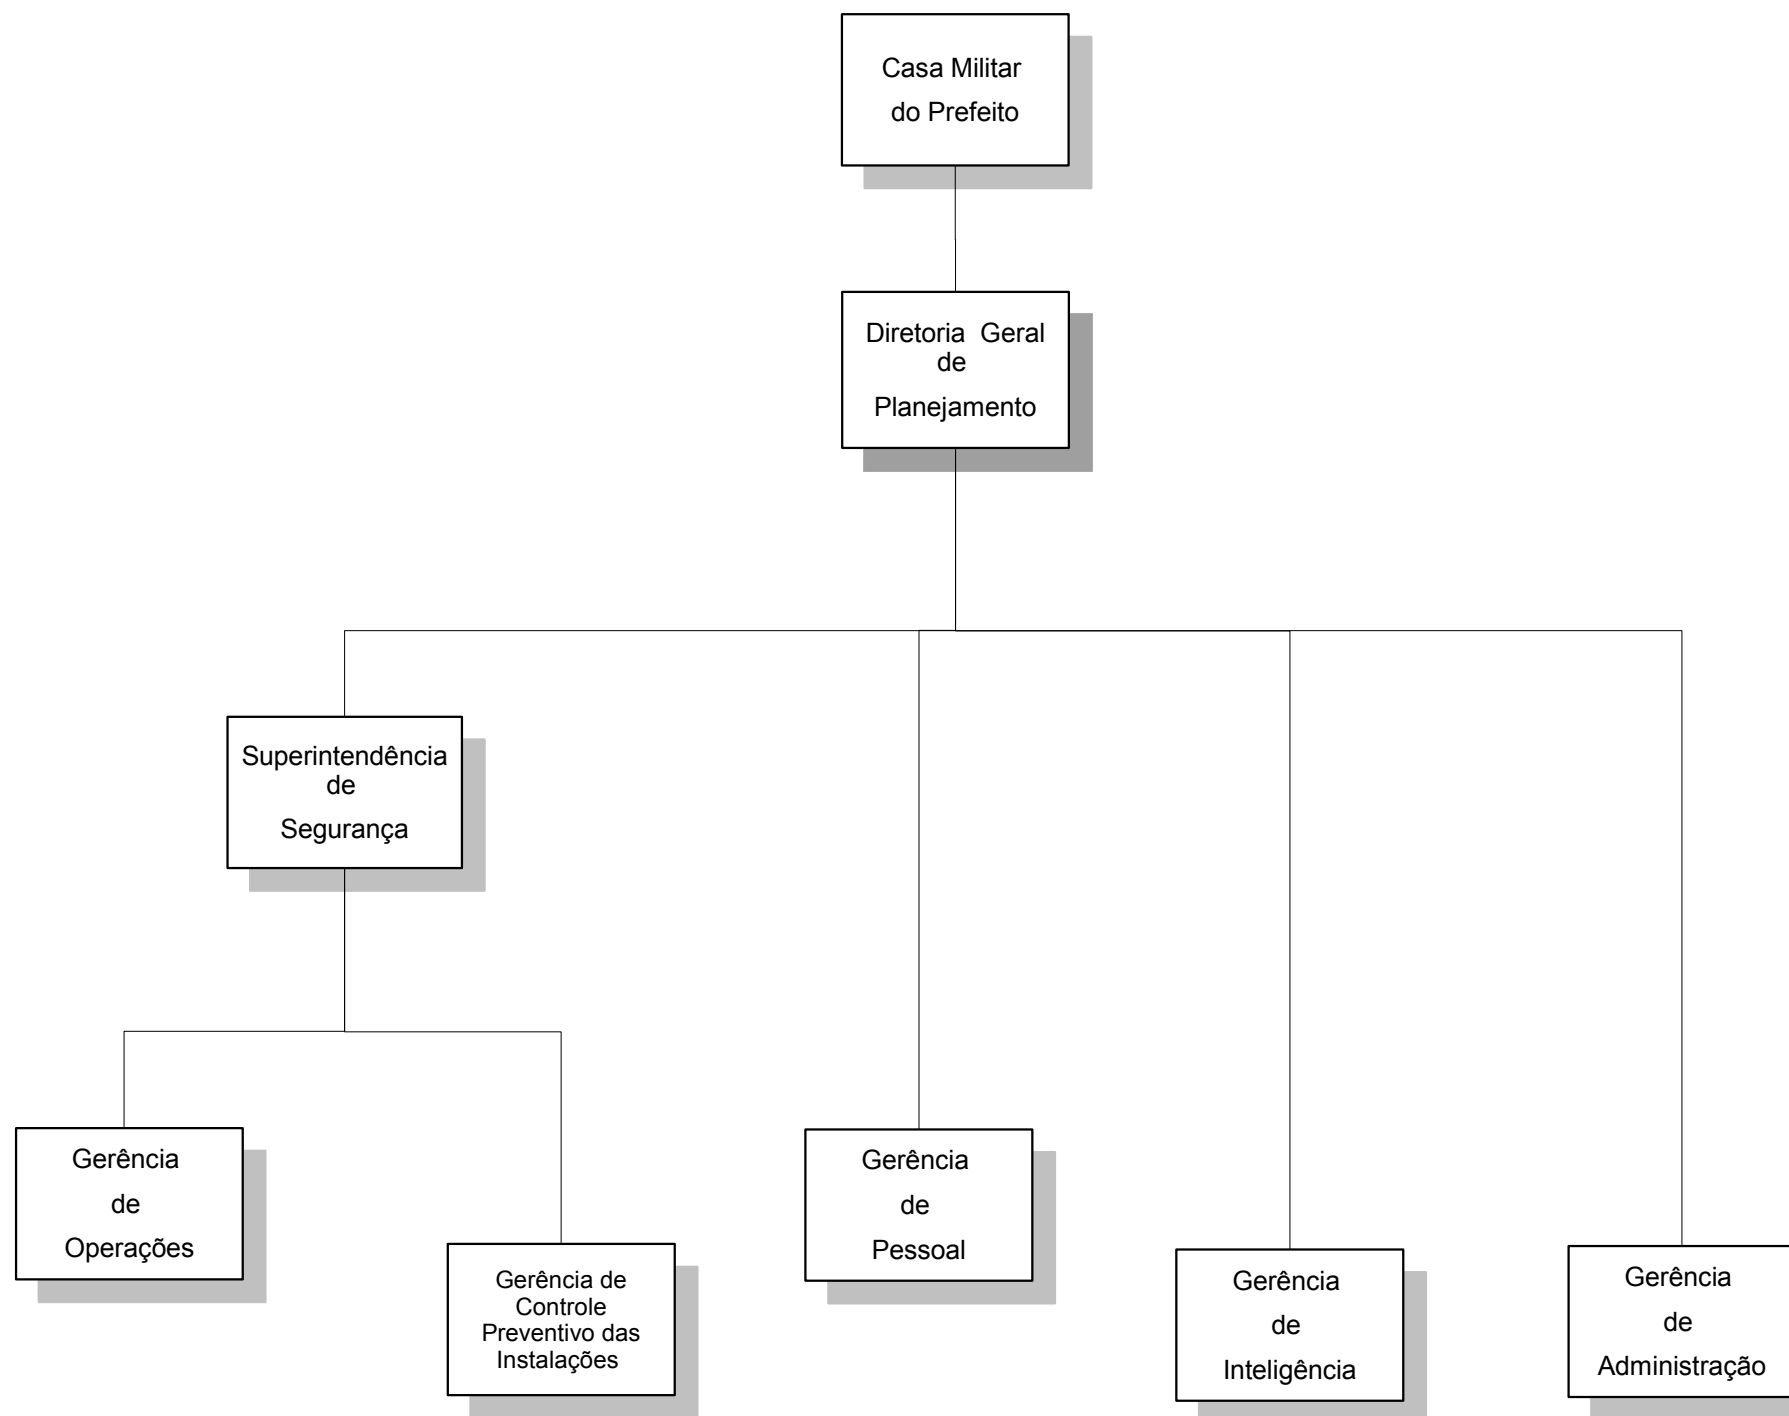 Casa Militar
do Prefeito
Diretoria Geral
de
Planejamento
Superintendência
de
Segurança
Gerência
de
Operações
Gerência de
Controle
Preventivo das
Instalações
Gerência
de
Pessoal
Gerência
de
Inteligência
Gerência
de
Administração